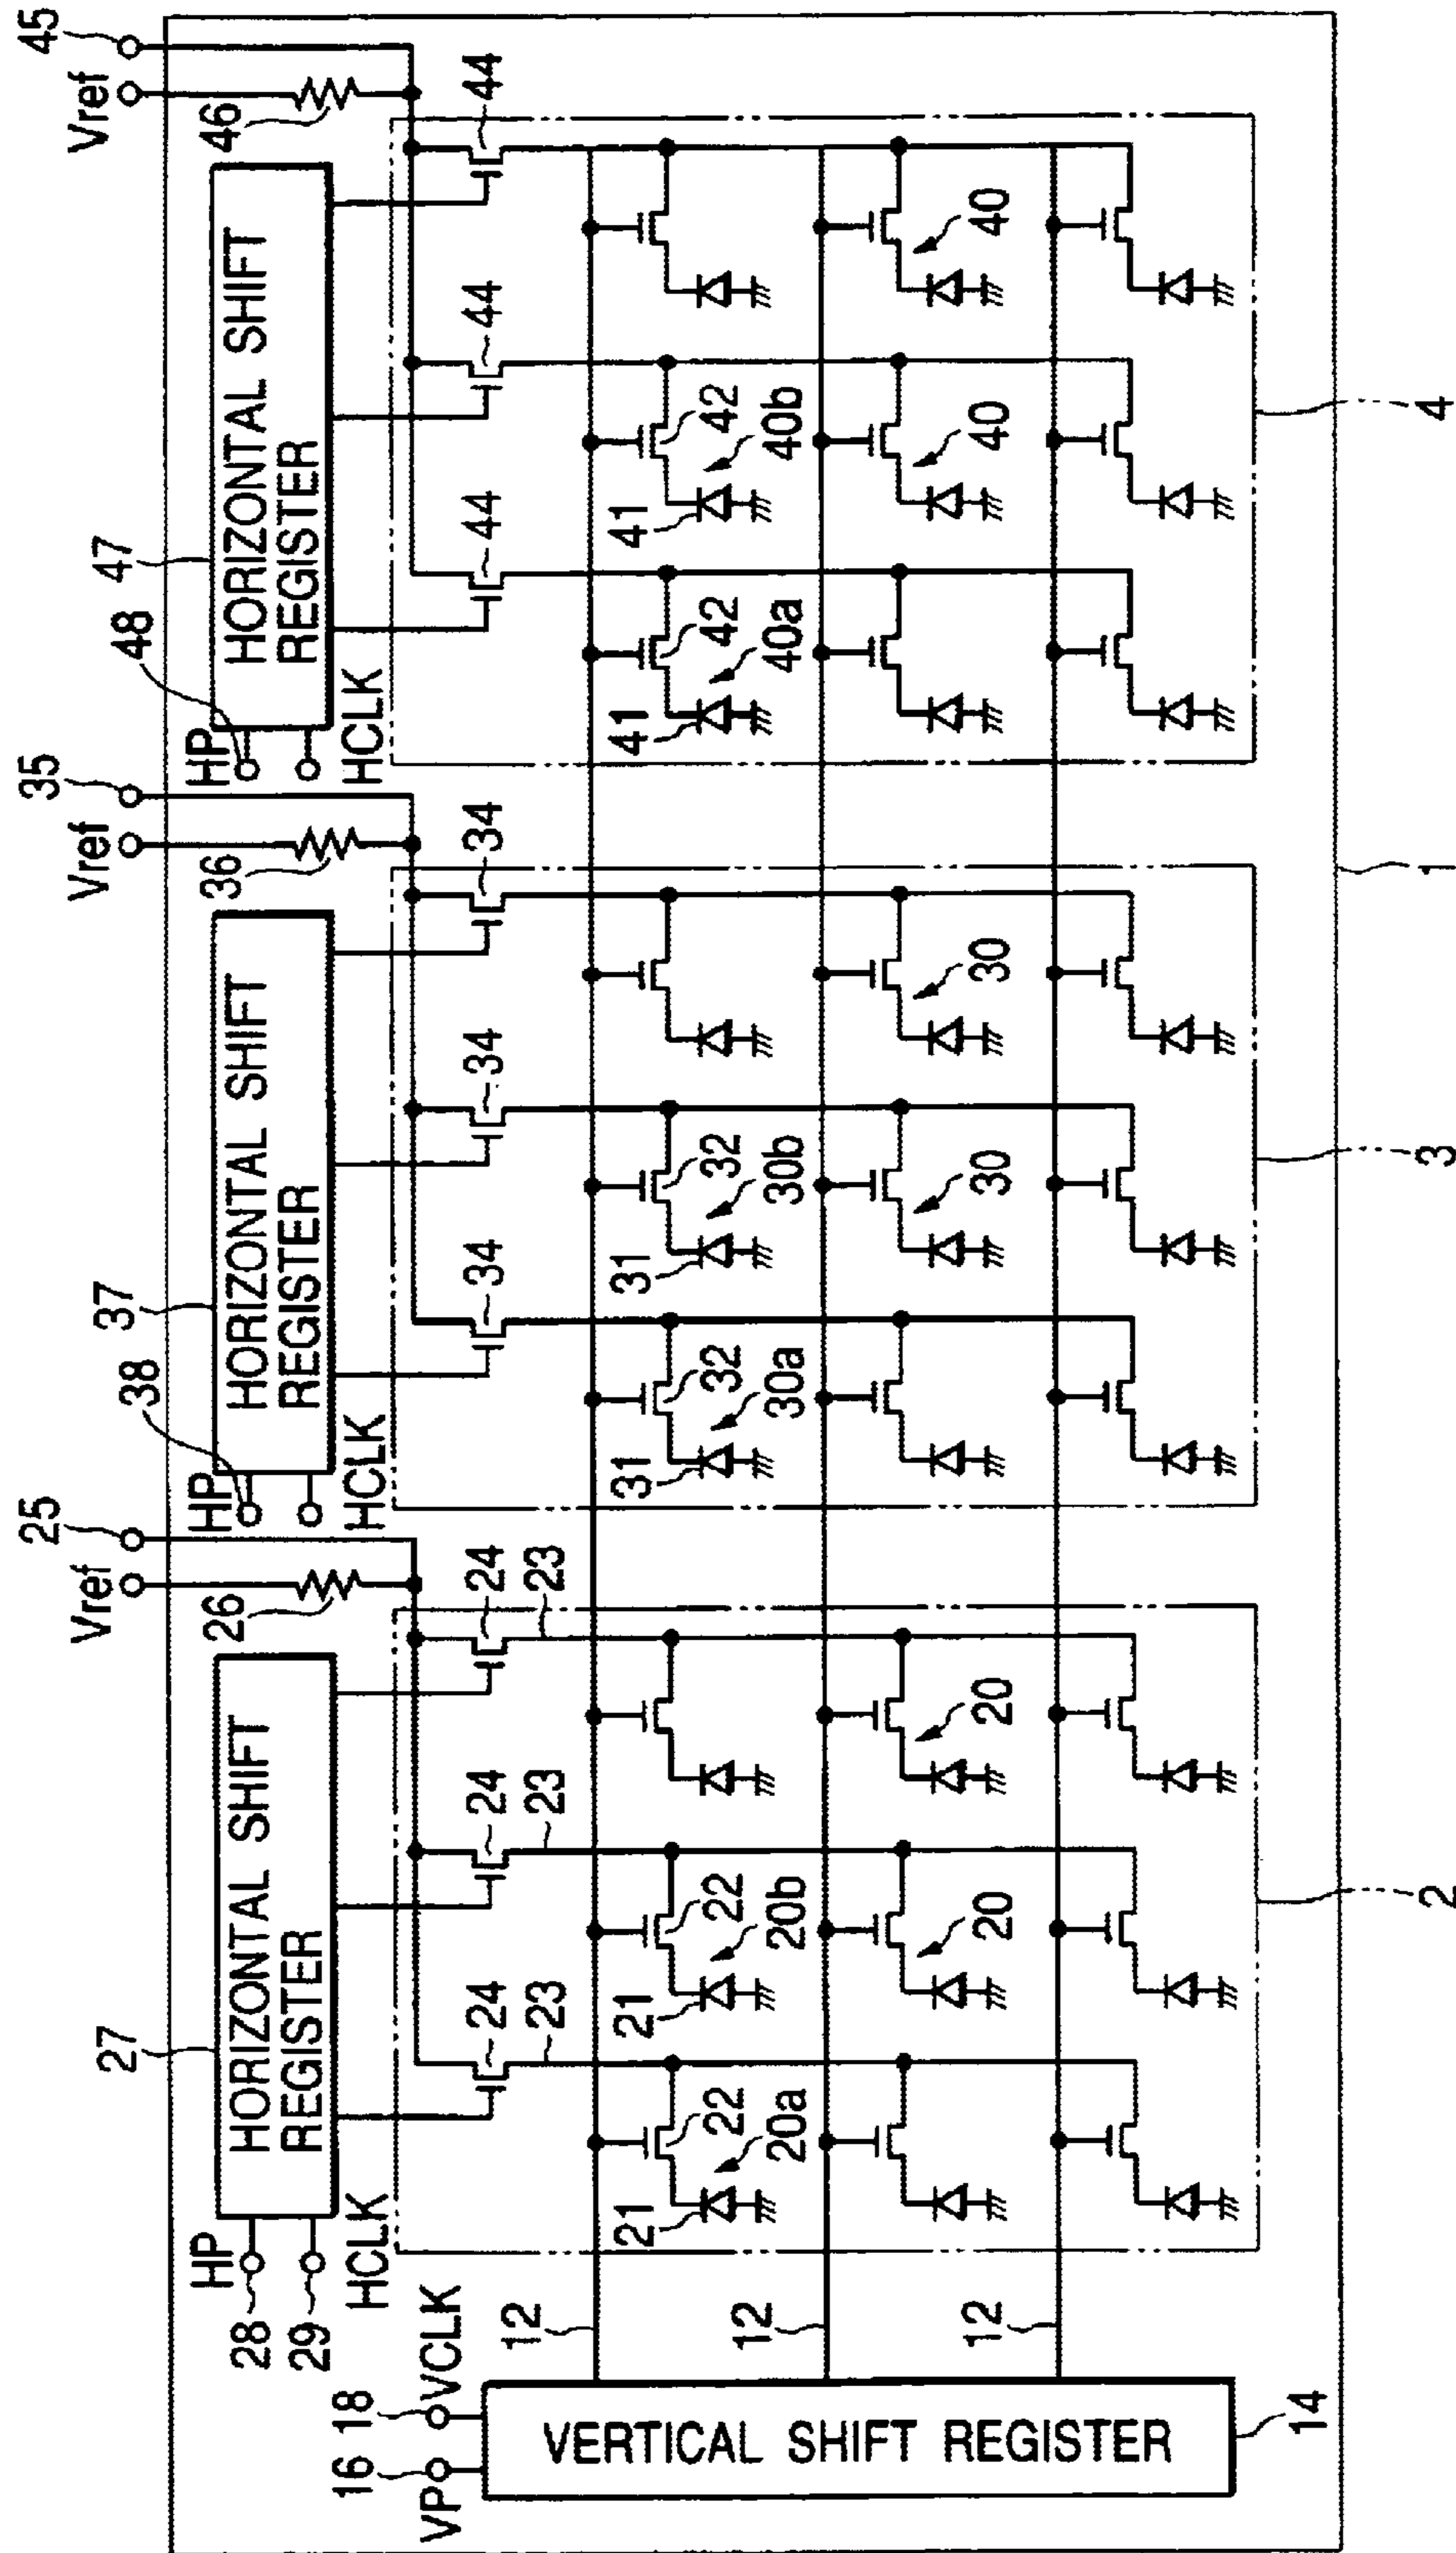 25 35 45
Vref Vref Vref
27 38 37 48 47
HP 26 HP 36 HP 46
HORIZONTAL SHIFT
REGISTER
HORIZONTAL SHIFT
REGISTER
HORIZONTAL SHIFT
REGISTER
28
29
HCLK HCLK HCLK
16 18
VP VCLK
24 24 24 34 34 34 44 44 44
12 23 23 23
21 22 21 22 31 32 31 32 41 42 41 42
20a 20b 30a 30b 40a 40b
12
20 20 30 30 40 40
12
VERTICAL SHIFT REGISTER
14
2 3 1 4